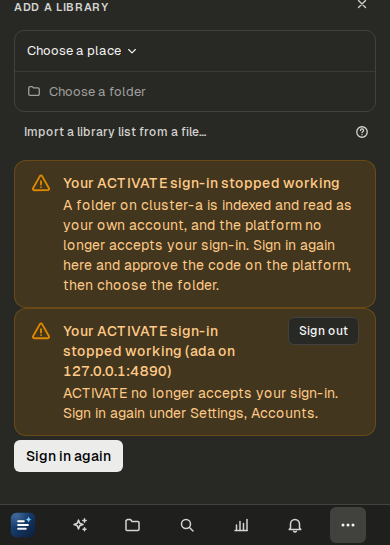 ADD A LIBRARY
Choose a place
Choose a folder
Import a library list from a file…
Your ACTIVATE sign-in stopped working
A folder on cluster-a is indexed and read as
your own account, and the platform no
longer accepts your sign-in. Sign in again
here and approve the code on the platform,
then choose the folder.
Your ACTIVATE sign-in
stopped working (ada on
127.0.0.1:4890)
Sign out
ACTIVATE no longer accepts your sign-in.
Sign in again under Settings, Accounts.
Sign in again